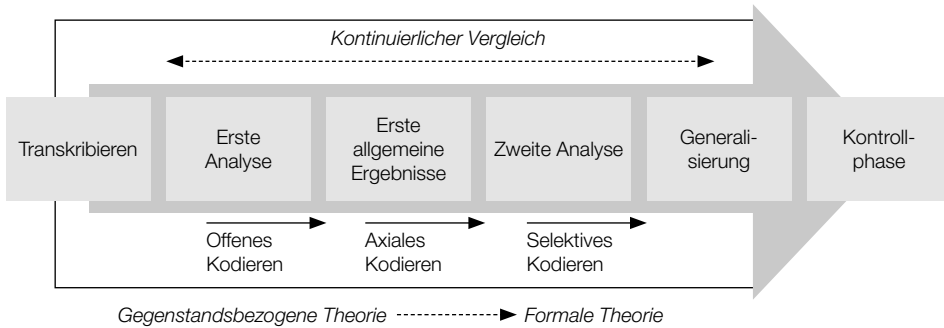 Kontinuierlicher Vergleich
Transkribieren
Erste
Analyse
Erste
allgemeine
Ergebnisse
Zweite Analyse
Generali-
sierung
Kontroll-
phase
Offenes
Kodieren
Axiales
Kodieren
Selektives
Kodieren
Gegenstandsbezogene Theorie
Formale Theorie